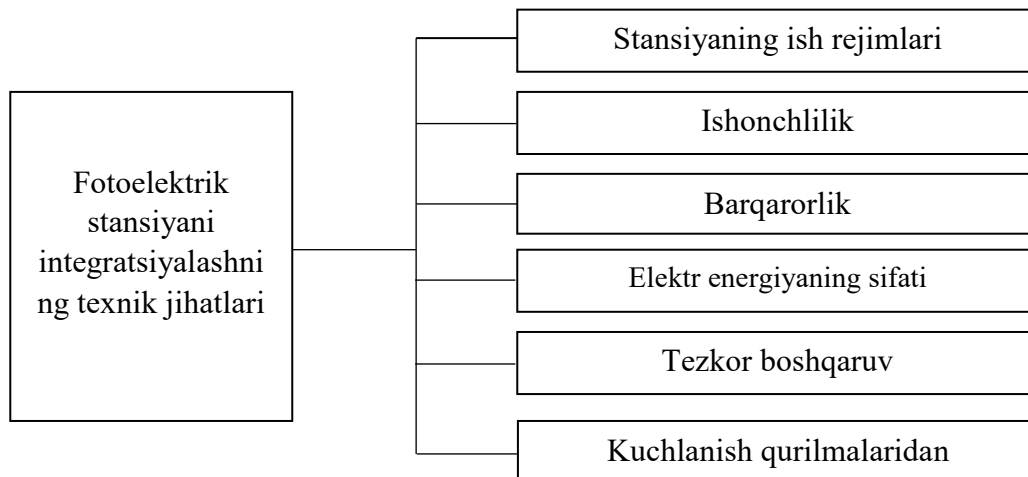 Fotoelektrik
stansiyani
integratsiyalashni
ng texnik jihatlari
Stansiyaning ish rejimlari
Ishonchlilik
Barqarorlik
Elektr energiyaning sifati
Tezkor boshqaruv
Kuchlanish qurilmalaridan